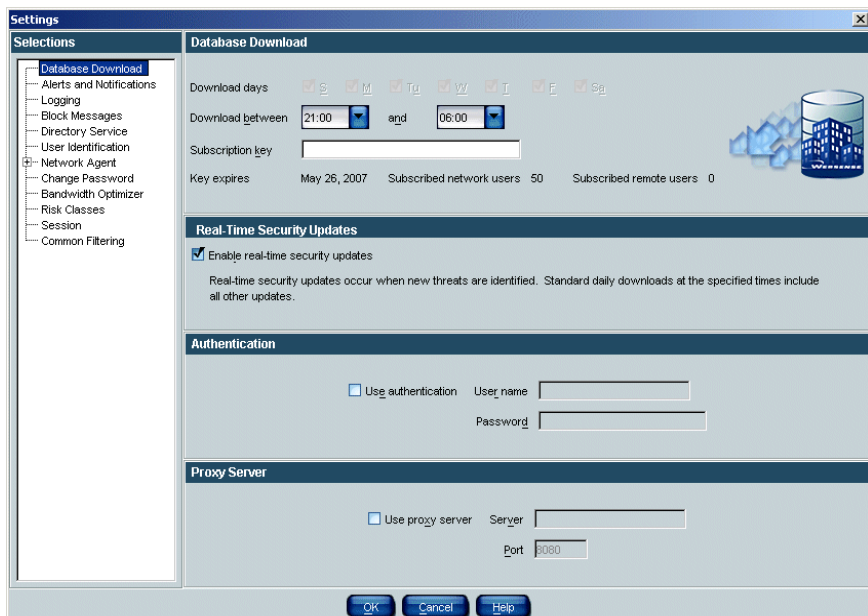 Settings
Selections
Database Download
Alerts and Notifications
Logging
Block Messages
Directory Service
User Identification
Network Agent
Change Password
Bandwidth Optimizer
Risk Classes
Session
Common Filtering
Database Download
Download days S M Tu W T F Sa
Download between 21:00 and 06:00
Subscription key
Key expires May 26, 2007 Subscribed network users 50 Subscribed remote users 0
WEBSENSE
Real-Time Security Updates
Enable real-time security updates
Real-time security updates occur when new threats are identified. Standard daily downloads at the specified times include
all other updates.
Authentication
Use authentication User name
Password
Proxy Server
Use proxy server Server
Port 8080
OK Cancel Help